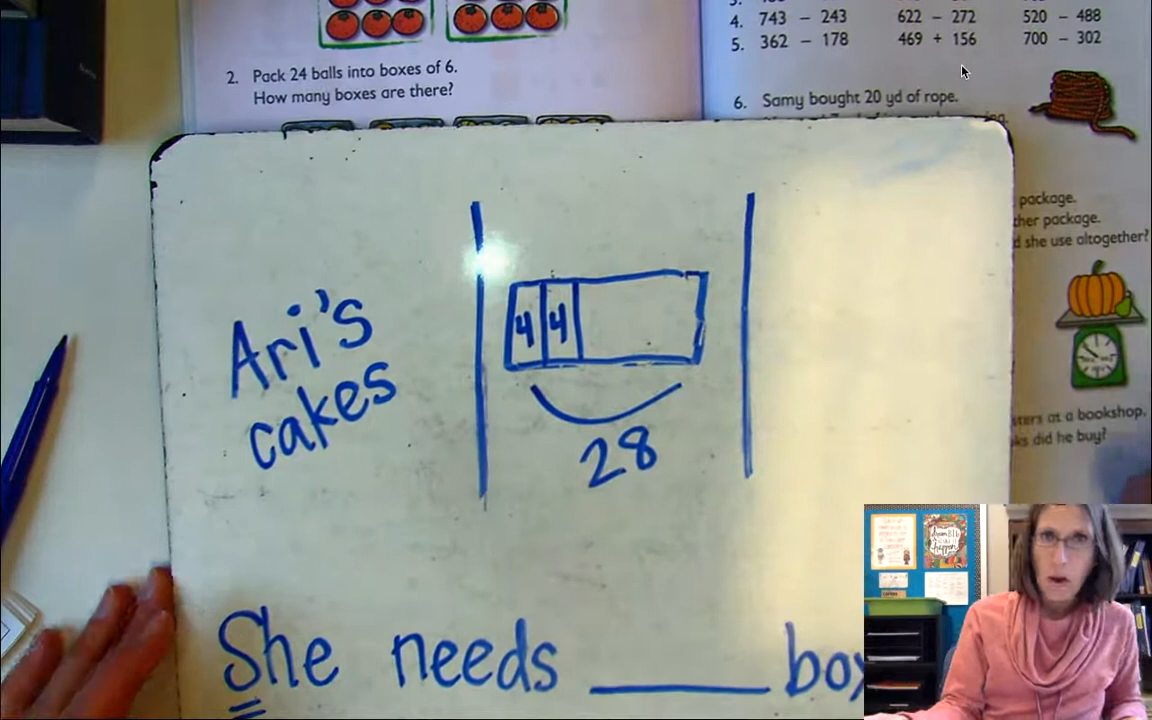 4. 743 - 243 622 - 272 520 - 488
5. 362 - 178 469 + 156 700 - 302
2. Pack 24 balls into boxes of 6.
How many boxes are there?
6. Samy bought 20 yd of rope.
package.
ther package.
d she use altogether?
sters at a bookshop.
ks did he buy?
Ari's
cakes
4 4
28
She needs ____ box